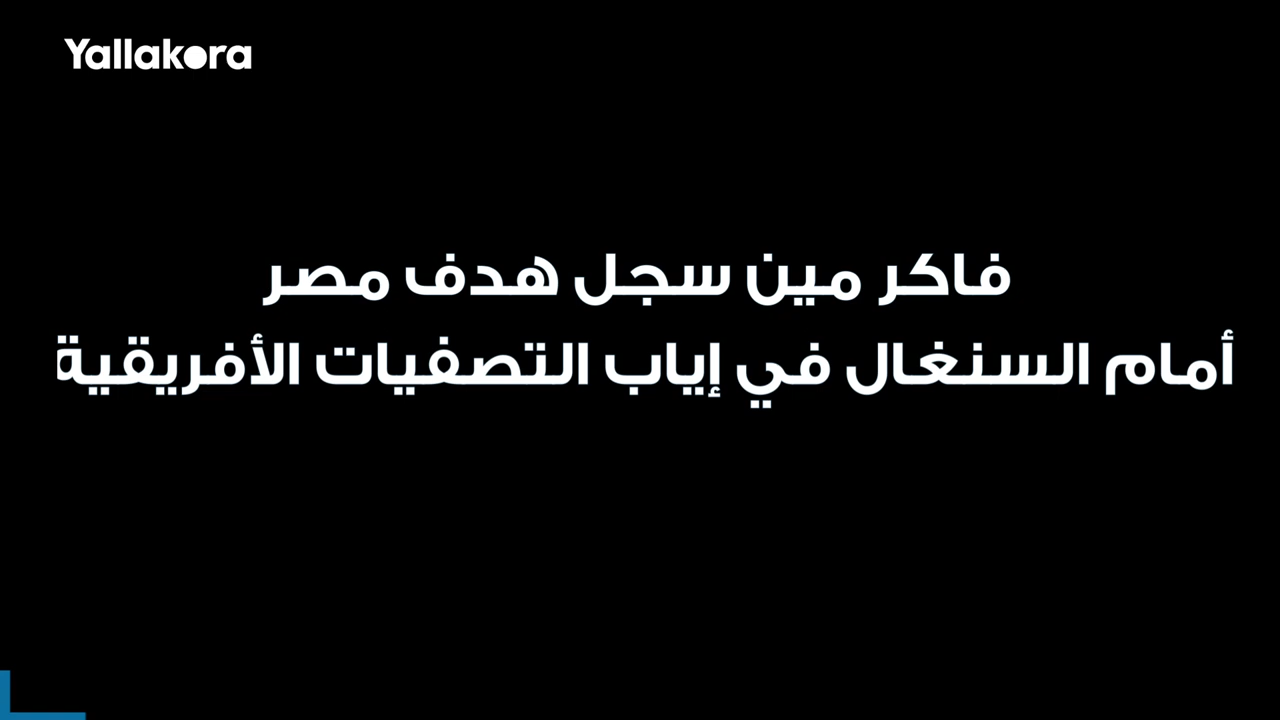 Yallakora
فاكر مين سجل هدف مصر
أمام السنغال في إياب التصفيات الأفريقية